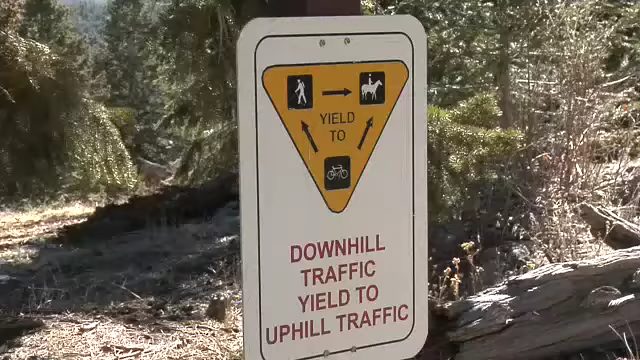 YIELD
TO
DOWNHILL
TRAFFIC
YIELD TO
UPHILL TRAFFIC